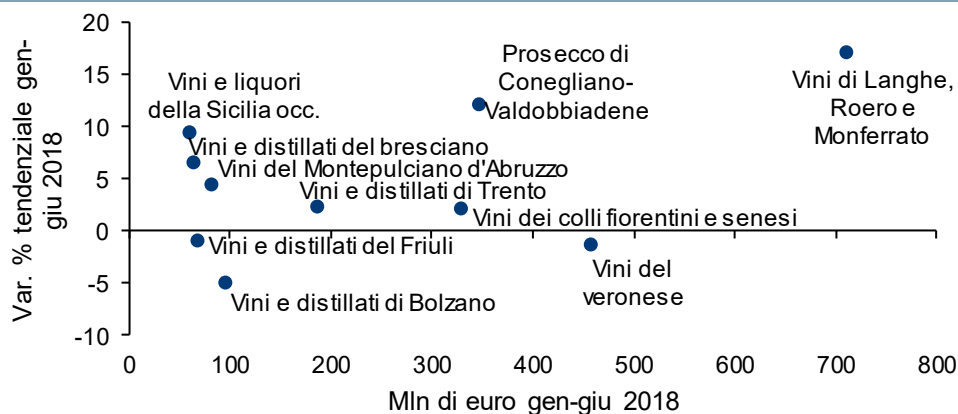 20
15
10
5
0
-5
-10
Var. % tendenziale gen-
giu 2018
Vini e liquori
della Sicilia occ.
Prosecco di
Conegliano-
Valdobbiadene
Vini di Langhe,
Roero e
Monferrato
Vini e distillati del bresciano
Vini del Montepulciano d'Abruzzo
Vini e distillati di Trento
Vini dei colli fiorentini e senesi
Vini e distillati del Friuli
Vini del
veronese
Vini e distillati di Bolzano
0 100 200 300 400 500 600 700 800
Mln di euro gen-giu 2018